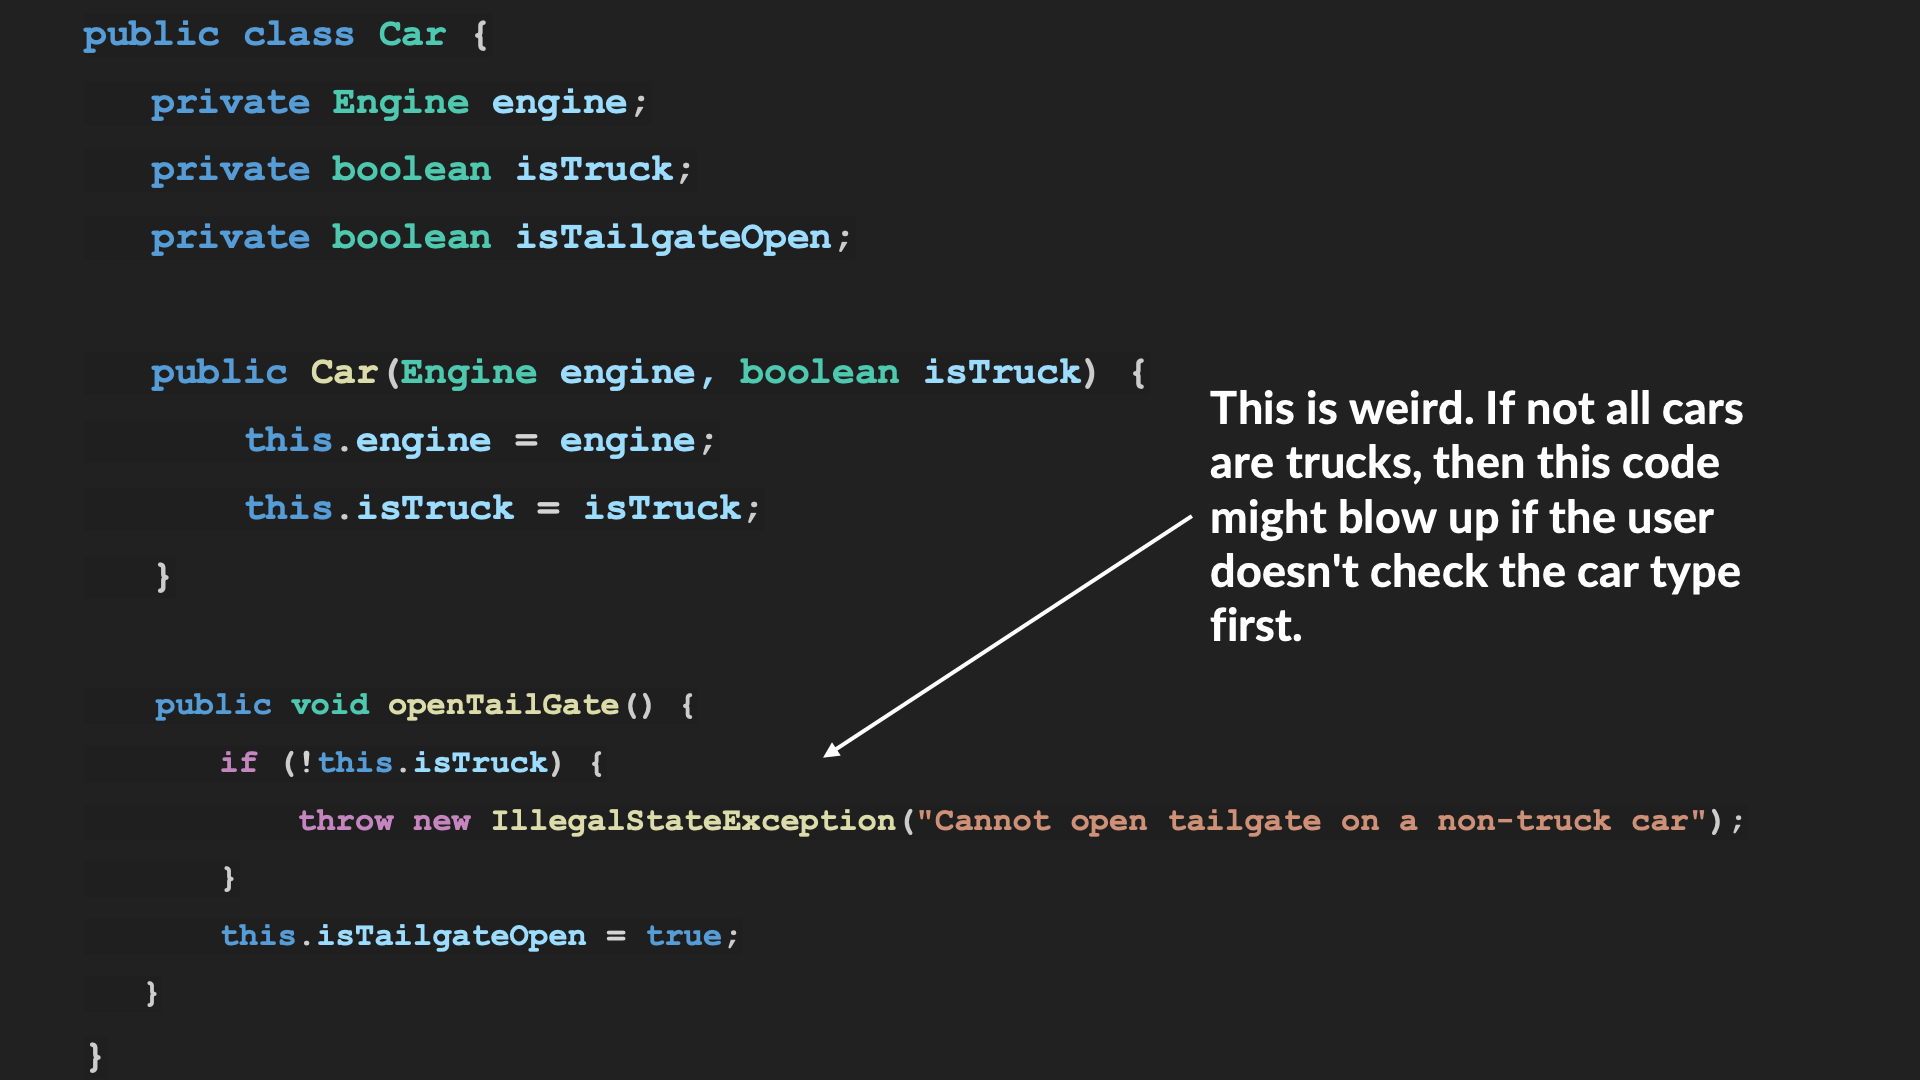 public class Car {
private Engine engine;
private boolean isTruck;
private boolean isTailgateOpen;
public Car(Engine engine, boolean isTruck) {
this.engine = engine;
this.isTruck = isTruck;
}
This is weird. If not all cars
are trucks, then this code
might blow up if the user
doesn't check the car type
first.
public void openTailGate() {
if (!this.isTruck) {
throw new IllegalStateException("Cannot open tailgate on a non-truck car");
}
this.isTailgateOpen = true;
}
}